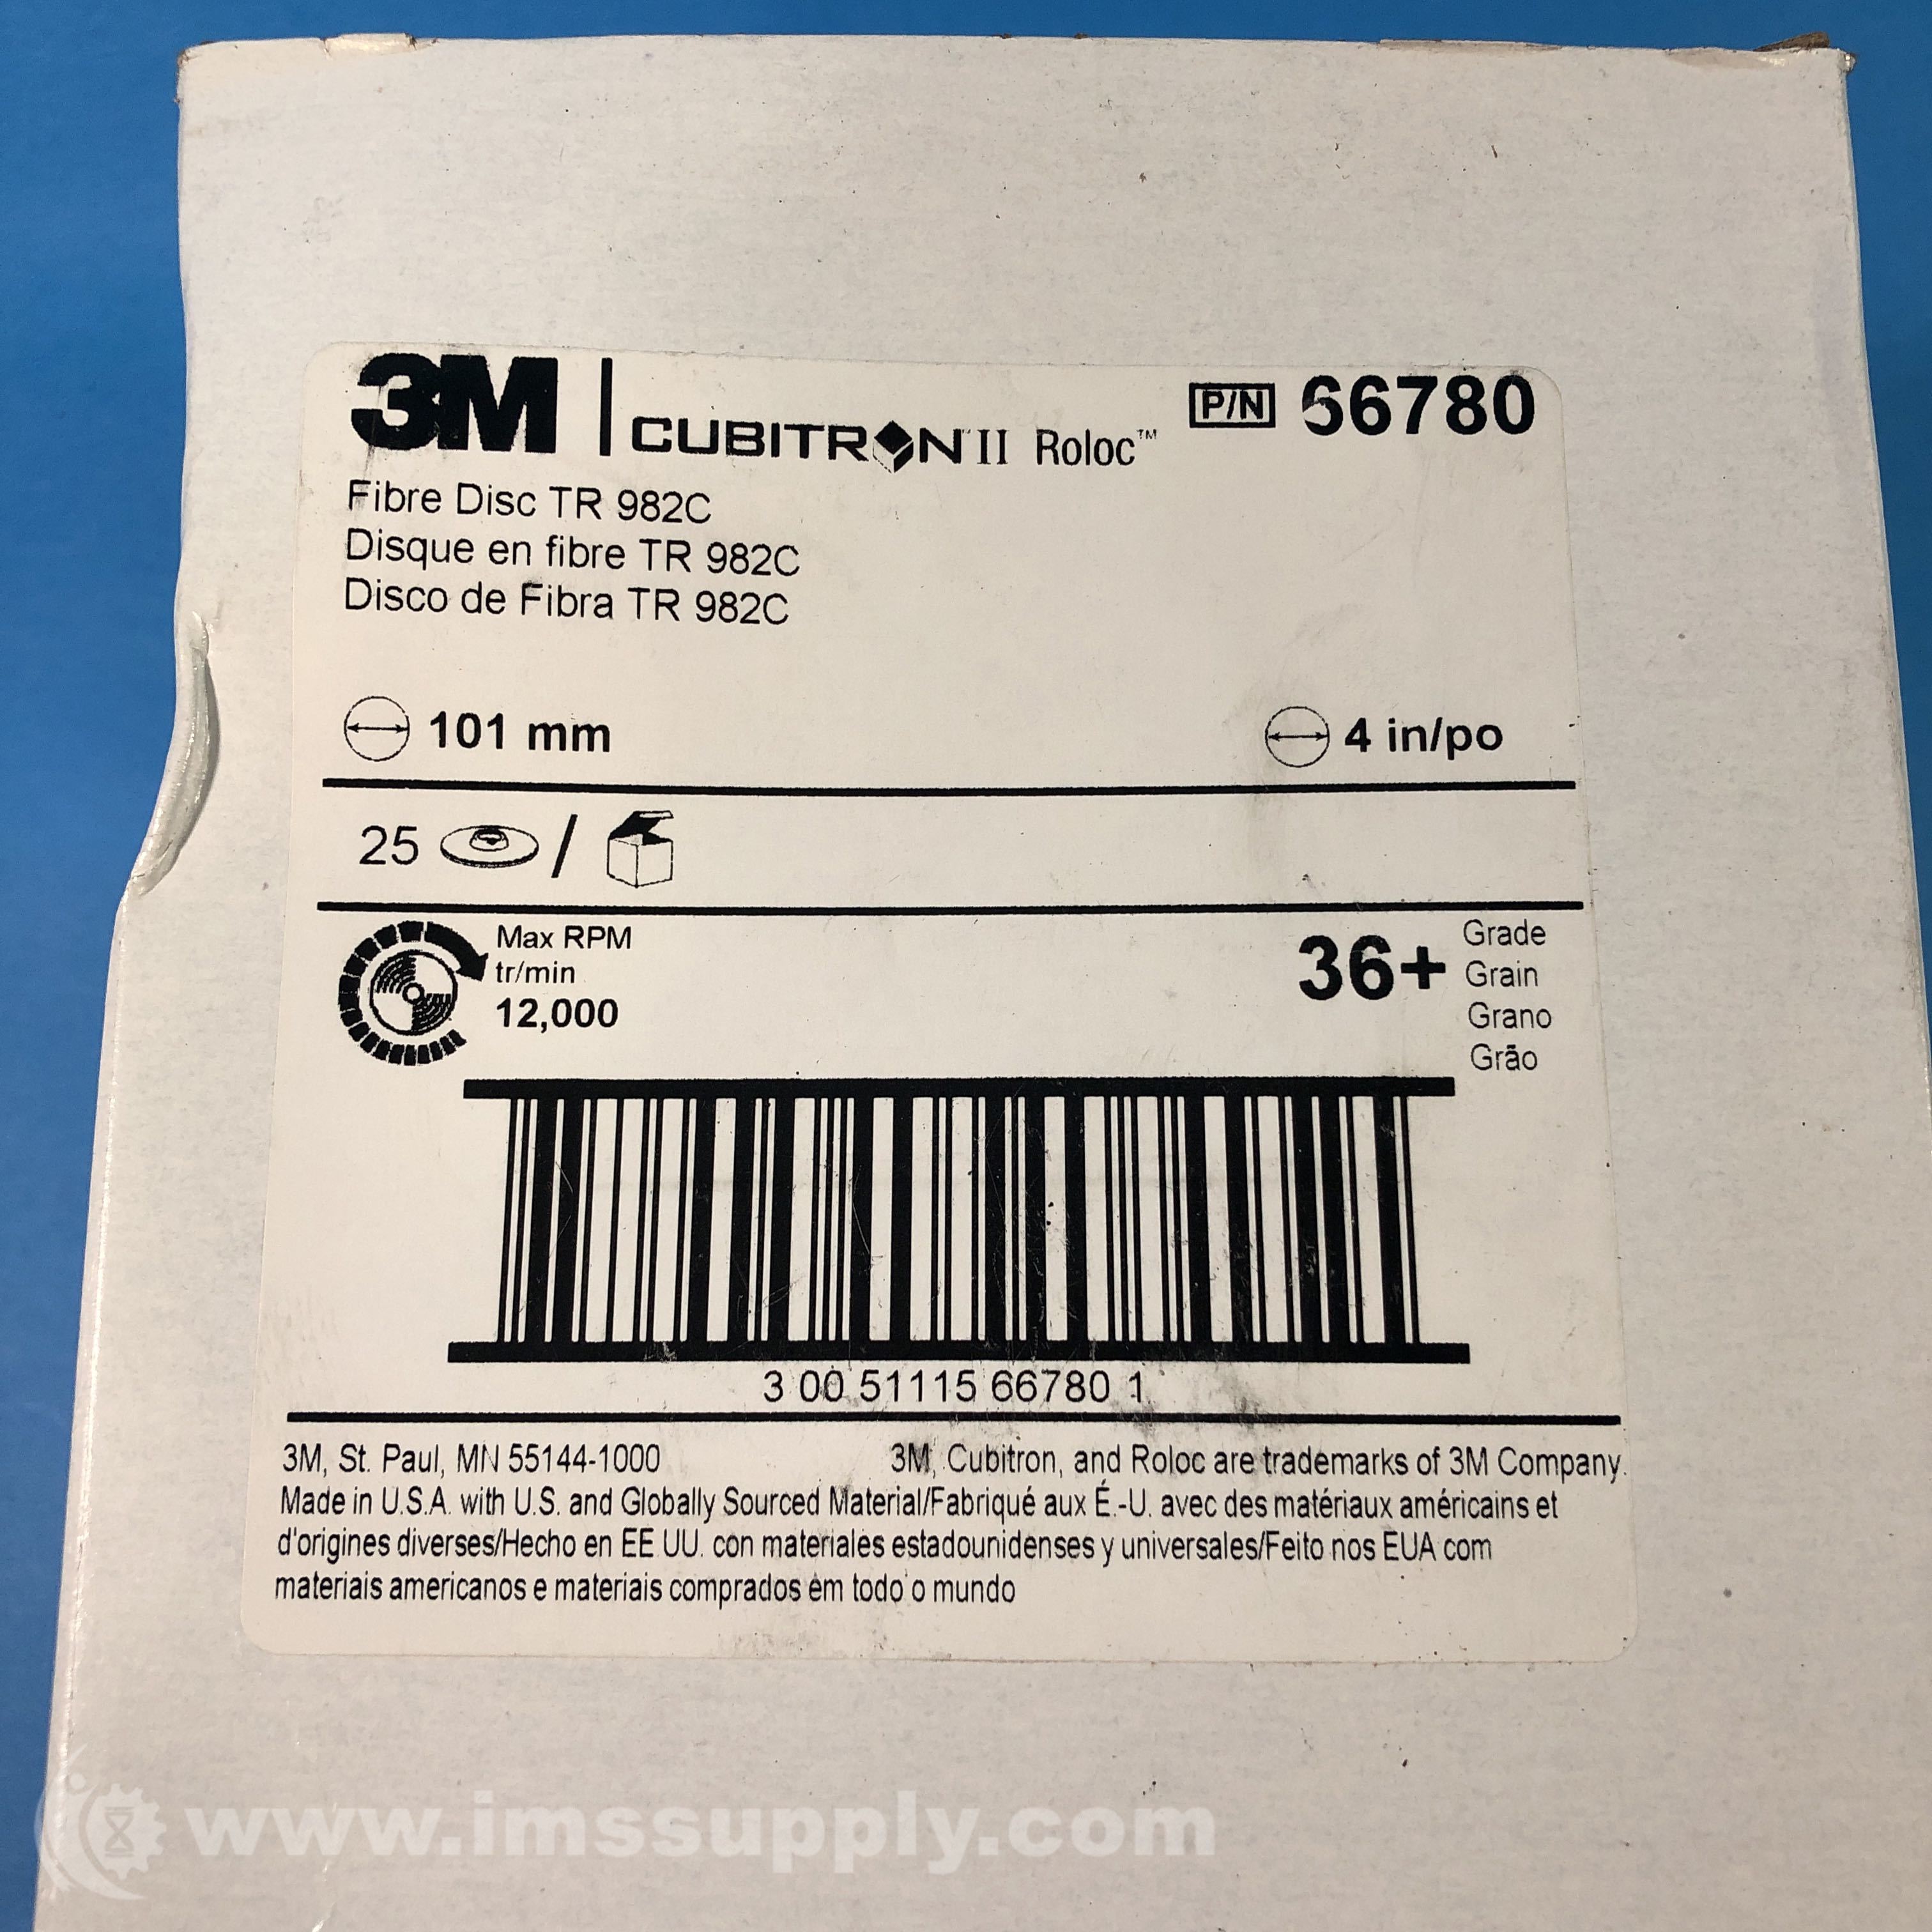 3M | CUBITRON™ II Roloc™ P/N 66780
Fibre Disc TR 982C
Disque en fibre TR 982C
Disco de Fibra TR 982C
101 mm 4 in/po
25 /
Max RPM
tr/min
12,000
36+ Grade
Grain
Grano
Grão
3 00 51115 66780 1
3M, St. Paul, MN 55144-1000 3M, Cubitron, and Roloc are trademarks of 3M Company.
Made in U.S.A. with U.S. and Globally Sourced Material/Fabriqué aux É.-U. avec des matériaux américains et
d'origines diverses/Hecho en EE.UU. con materiales estadounidenses y universales/Feito nos EUA com
materiais americanos e materiais comprados em todo o mundo
www.imssupply.com